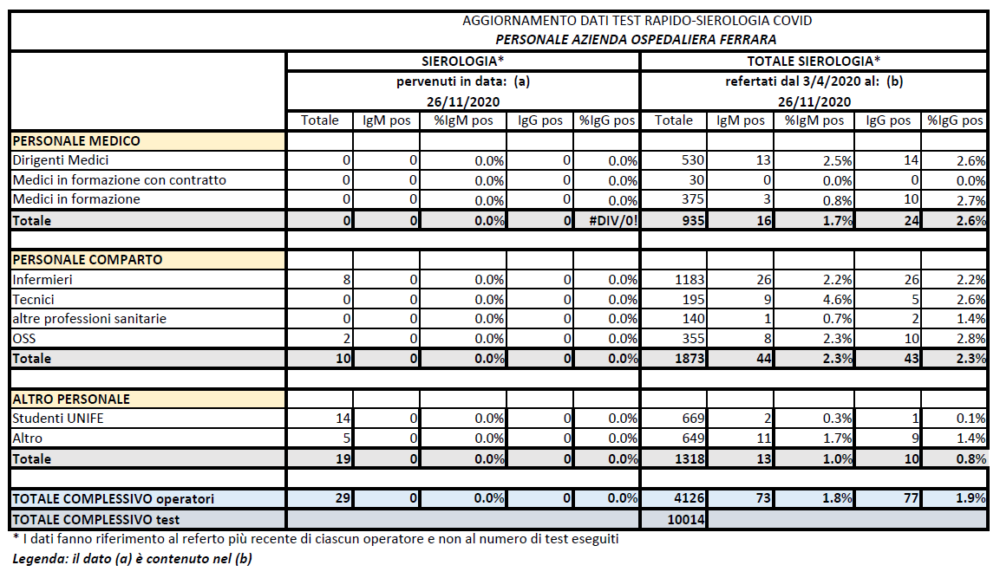 AGGIORNAMENTO DATI TEST RAPIDO-SIEROLOGIA COVID
PERSONALE AZIENDA OSPEDALIERA FERRARA
SIEROLOGIA* TOTALE SIEROLOGIA*
pervenuti in data: (a) refertati dal 3/4/2020 al: (b)
26/11/2020 26/11/2020
Totale IgM pos %IgM pos IgG pos %IgG pos Totale IgM pos %IgM pos IgG pos %IgG pos
PERSONALE MEDICO
Dirigenti Medici 0 0 0.0% 0 0.0% 530 13 2.5% 14 2.6%
Medici in formazione con contratto 0 0 0.0% 0 0.0% 30 0 0.0% 0 0.0%
Medici in formazione 0 0 0.0% 0 0.0% 375 3 0.8% 10 2.7%
Totale 0 0 0.0% 0 #DIV/0! 935 16 1.7% 24 2.6%
PERSONALE COMPARTO
Infermieri 8 0 0.0% 0 0.0% 1183 26 2.2% 26 2.2%
Tecnici 0 0 0.0% 0 0.0% 195 9 4.6% 5 2.6%
altre professioni sanitarie 0 0 0.0% 0 0.0% 140 1 0.7% 2 1.4%
OSS 2 0 0.0% 0 0.0% 355 8 2.3% 10 2.8%
Totale 10 0 0.0% 0 0.0% 1873 44 2.3% 43 2.3%
ALTRO PERSONALE
Studenti UNIFE 14 0 0.0% 0 0.0% 669 2 0.3% 1 0.1%
Altro 5 0 0.0% 0 0.0% 649 11 1.7% 9 1.4%
Totale 19 0 0.0% 0 0.0% 1318 13 1.0% 10 0.8%
TOTALE COMPLESSIVO operatori 29 0 0.0% 0 0.0% 4126 73 1.8% 77 1.9%
TOTALE COMPLESSIVO test 10014
* I dati fanno riferimento al referto più recente di ciascun operatore e non al numero di test eseguiti
Legenda: il dato (a) è contenuto nel (b)